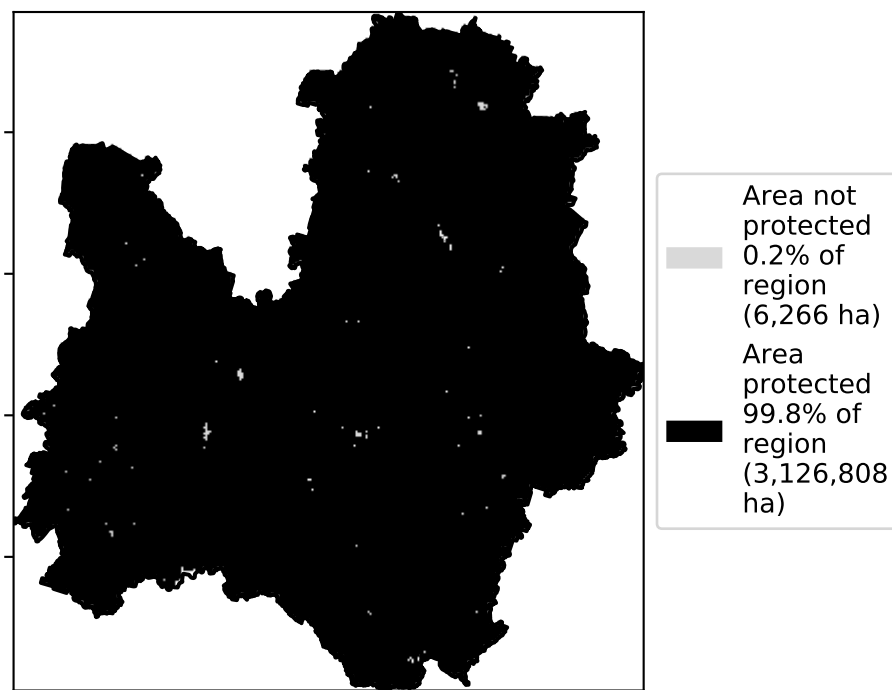 Area not
protected
0.2% of
region
(6,266 ha)
Area
protected
99.8% of
region
(3,126,808
ha)